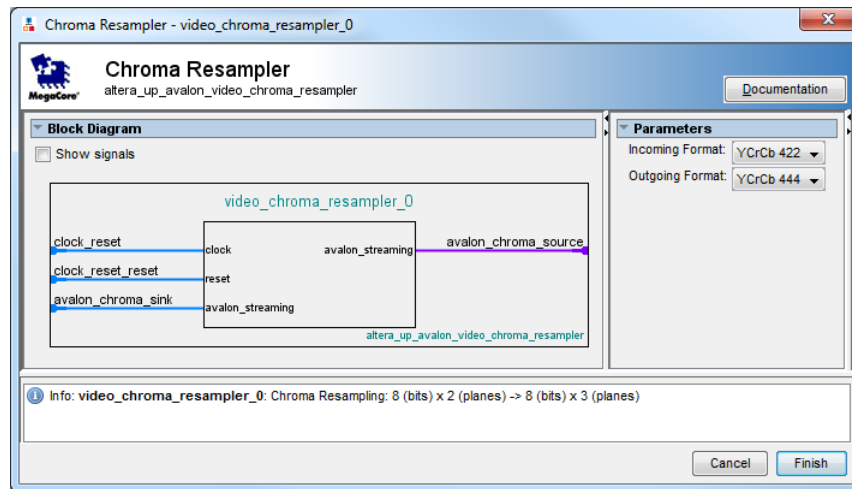 Chroma Resampler - video_chroma_resampler_0
Chroma Resampler
altera_up_avalon_video_chroma_resampler
MegaCore®
Documentation
Block Diagram
Show signals
video_chroma_resampler_0
clock_reset
clock
avalon_streaming
avalon_chroma_source
clock_reset_reset
reset
avalon_chroma_sink
avalon_streaming
altera_up_avalon_video_chroma_resampler
Parameters
Incoming Format: YCrCb 422
Outgoing Format: YCrCb 444
Info: video_chroma_resampler_0: Chroma Resampling: 8 (bits) x 2 (planes) -> 8 (bits) x 3 (planes)
Cancel
Finish